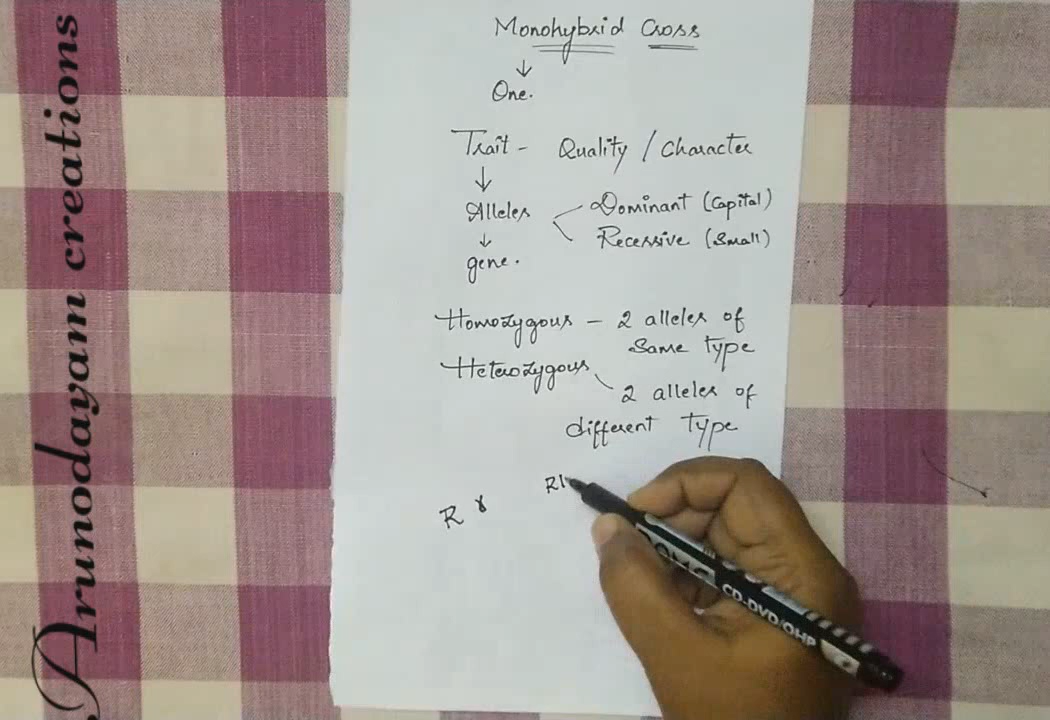 Arunodayam creations
Monohybrid Cross
↓
One.
Trait - Quality / Character
↓
Alleles Dominant (Capital)
↓ Recessive (Small)
gene.
Homozygous - 2 alleles of
Same type
Heterozygous
2 alleles of
different type
R r
R
CD-DVD/OHP